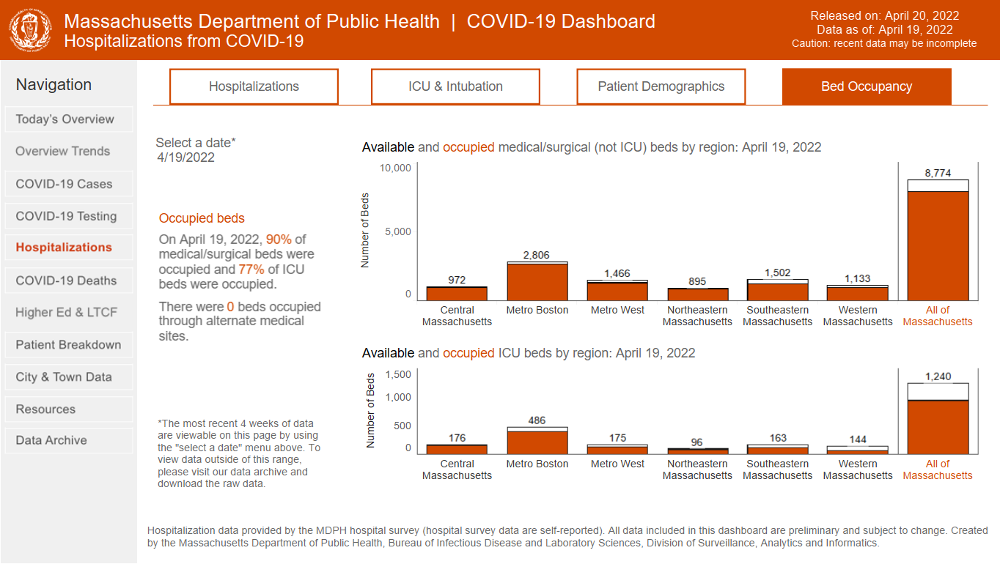 Massachusetts Department of Public Health | COVID-19 Dashboard
Hospitalizations from COVID-19
Released on: April 20, 2022
Data as of: April 19, 2022
Caution: recent data may be incomplete
Navigation
Today's Overview
Overview Trends
COVID-19 Cases
COVID-19 Testing
Hospitalizations
COVID-19 Deaths
Higher Ed & LTCF
Patient Breakdown
City & Town Data
Resources
Data Archive
Hospitalizations
ICU & Intubation
Patient Demographics
Bed Occupancy
Select a date*
4/19/2022
Occupied beds
On April 19, 2022, 90% of
medical/surgical beds were
occupied and 77% of ICU
beds were occupied.
There were 0 beds occupied
through alternate medical
sites.
*The most recent 4 weeks of data
are viewable on this page by using
the "select a date" menu above. To
view data outside of this range,
please visit our data archive and
download the raw data.
Available and occupied medical/surgical (not ICU) beds by region: April 19, 2022
Number of Beds
10,000
5,000
0
972
2,806
1,466
895
1,502
1,133
8,774
Central
Massachusetts
Metro Boston
Metro West
Northeastern
Massachusetts
Southeastern
Massachusetts
Western
Massachusetts
All of
Massachusetts
Available and occupied ICU beds by region: April 19, 2022
Number of Beds
1,500
1,000
500
0
176
486
175
96
163
144
1,240
Central
Massachusetts
Metro Boston
Metro West
Northeastern
Massachusetts
Southeastern
Massachusetts
Western
Massachusetts
All of
Massachusetts
Hospitalization data provided by the MDPH hospital survey (hospital survey data are self-reported). All data included in this dashboard are preliminary and subject to change. Created
by the Massachusetts Department of Public Health, Bureau of Infectious Disease and Laboratory Sciences, Division of Surveillance, Analytics and Informatics.